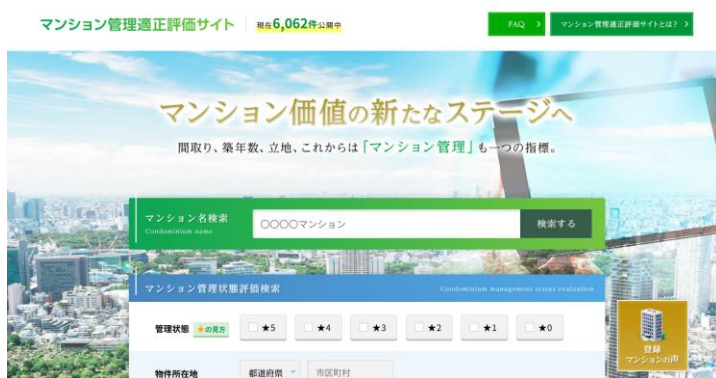 マンション管理適正評価サイト
現在6,062件公開中
FAQ >
マンション管理適正評価サイトとは? >
マンション価値の新たなステージへ
間取り、築年数、立地、これからは「マンション管理」も一つの指標。
マンション名検索
Condominium name
〇〇〇〇マンション
検索する
マンション管理状態評価検索
Condominium management status evaluation
管理状態
★の見方
★5
★4
★3
★2
★1
★0
物件所在地
都道府県
市区町村
登録
マンションの声